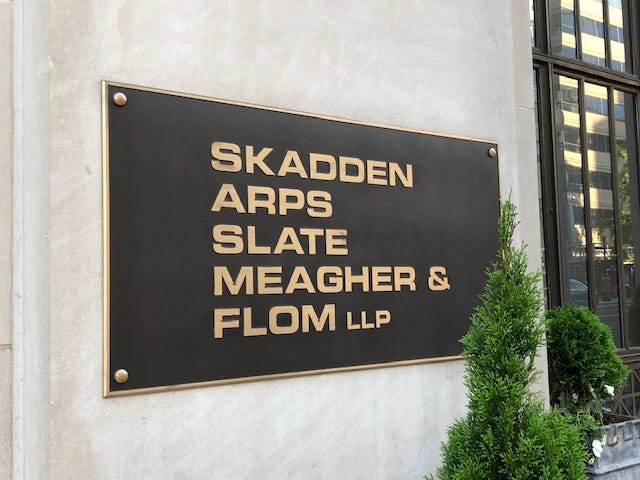 SKADDEN
ARPS
SLATE
MEAGHER &
FLOM LLP